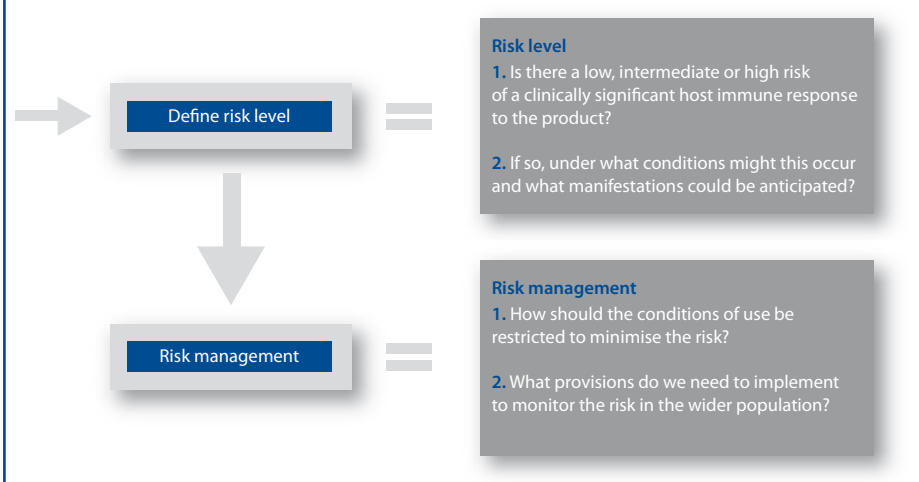 Define risk level
Risk level
1. Is there a low, intermediate or high risk
of a clinically significant host immune response
to the product?
2. If so, under what conditions might this occur
and what manifestations could be anticipated?
Risk management
Risk management
1. How should the conditions of use be
restricted to minimise the risk?
2. What provisions do we need to implement
to monitor the risk in the wider population?